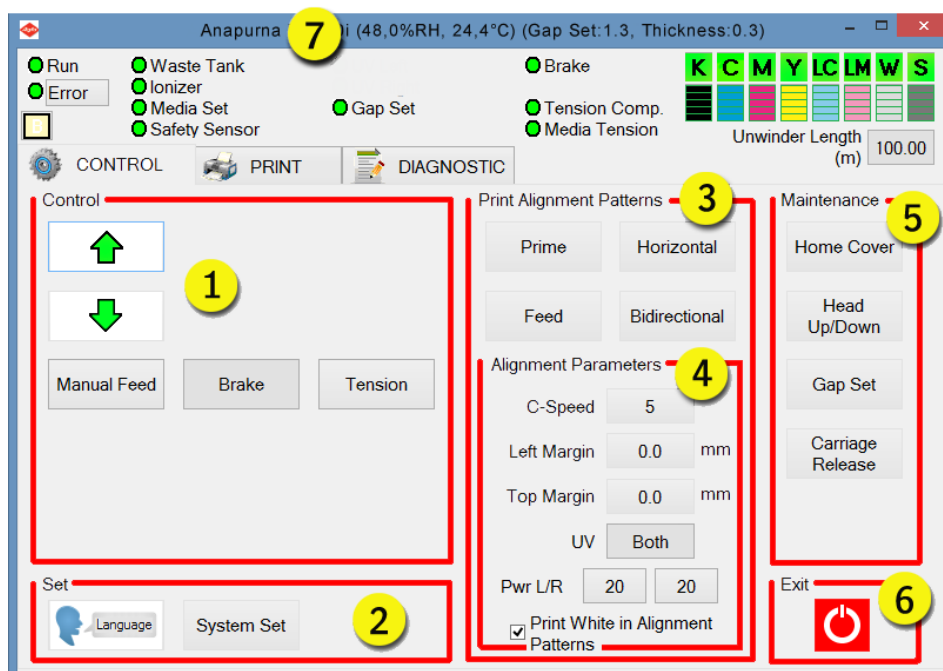 Anapurna 7 i (48,0%RH, 24,4°C) (Gap Set:1.3, Thickness:0.3)
Run
Error
Waste Tank
Ionizer
Media Set
Safety Sensor
Gap Set
Brake
Tension Comp.
Media Tension
K C M Y LC LM W S
Unwinder Length
(m) 100.00
CONTROL PRINT DIAGNOSTIC
Control
1
Manual Feed Brake Tension
Set
Language System Set 2
Print Alignment Patterns 3
Prime Horizontal
Feed Bidirectional
Alignment Parameters 4
C-Speed 5
Left Margin 0.0 mm
Top Margin 0.0 mm
UV Both
Pwr L/R 20 20
Print White in Alignment
Patterns
Maintenance 5
Home Cover
Head
Up/Down
Gap Set
Carriage
Release
Exit 6